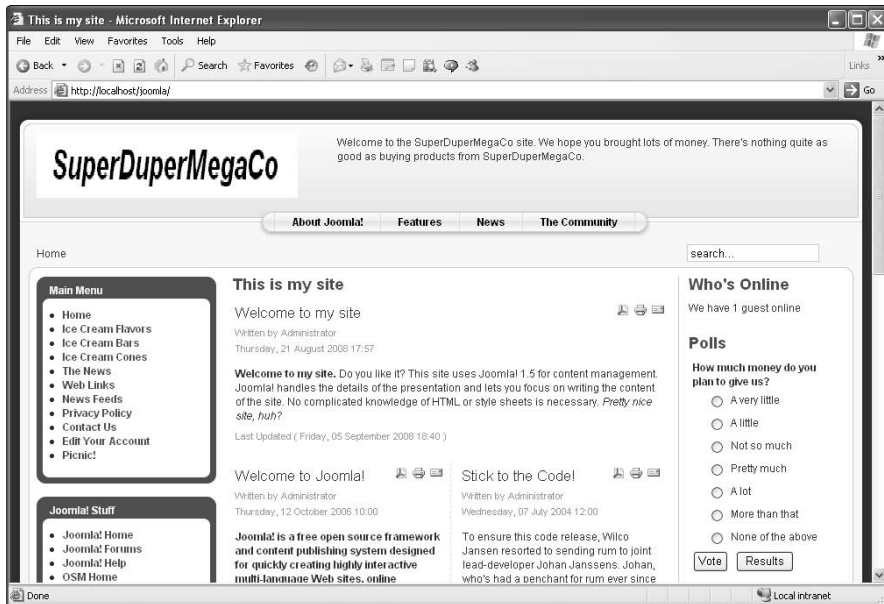 This is my site - Microsoft Internet Explorer
File Edit View Favorites Tools Help
Back Search Favorites Links »
Address http://localhost/joomla/ Go
SuperDuperMegaCo
Welcome to the SuperDuperMegaCo site. We hope you brought lots of money. There's nothing quite as
good as buying products from SuperDuperMegaCo.
About Joomla! Features News The Community
Home
search...
Main Menu
Home
Ice Cream Flavors
Ice Cream Bars
Ice Cream Cones
The News
Web Links
News Feeds
Privacy Policy
Contact Us
Edit Your Account
Picnic!
Joomla! Stuff
Joomla! Home
Joomla! Forums
Joomla! Help
OSM Home
This is my site
Welcome to my site
Written by Administrator
Thursday, 21 August 2008 17:57
Welcome to my site. Do you like it? This site uses Joomla! 1.5 for content management.
Joomla! handles the details of the presentation and lets you focus on writing the content
of the site. No complicated knowledge of HTML or style sheets is necessary. Pretty nice
site, huh?
Last Updated ( Friday, 05 September 2008 18:40 )
Welcome to Joomla!
Written by Administrator
Thursday, 12 October 2006 10:00
Joomla! is a free open source framework
and content publishing system designed
for quickly creating highly interactive
multi-language Web sites, online
Stick to the Code!
Written by Administrator
Wednesday, 07 July 2004 12:00
To ensure this code release, Wilco
Jansen resorted to sending rum to joint
lead-developer Johan Janssens. Johan,
who's had a penchant for rum ever since
Who's Online
We have 1 guest online
Polls
How much money do you
plan to give us?
A very little
A little
Not so much
Pretty much
A lot
More than that
None of the above
Vote Results
Done
Local intranet